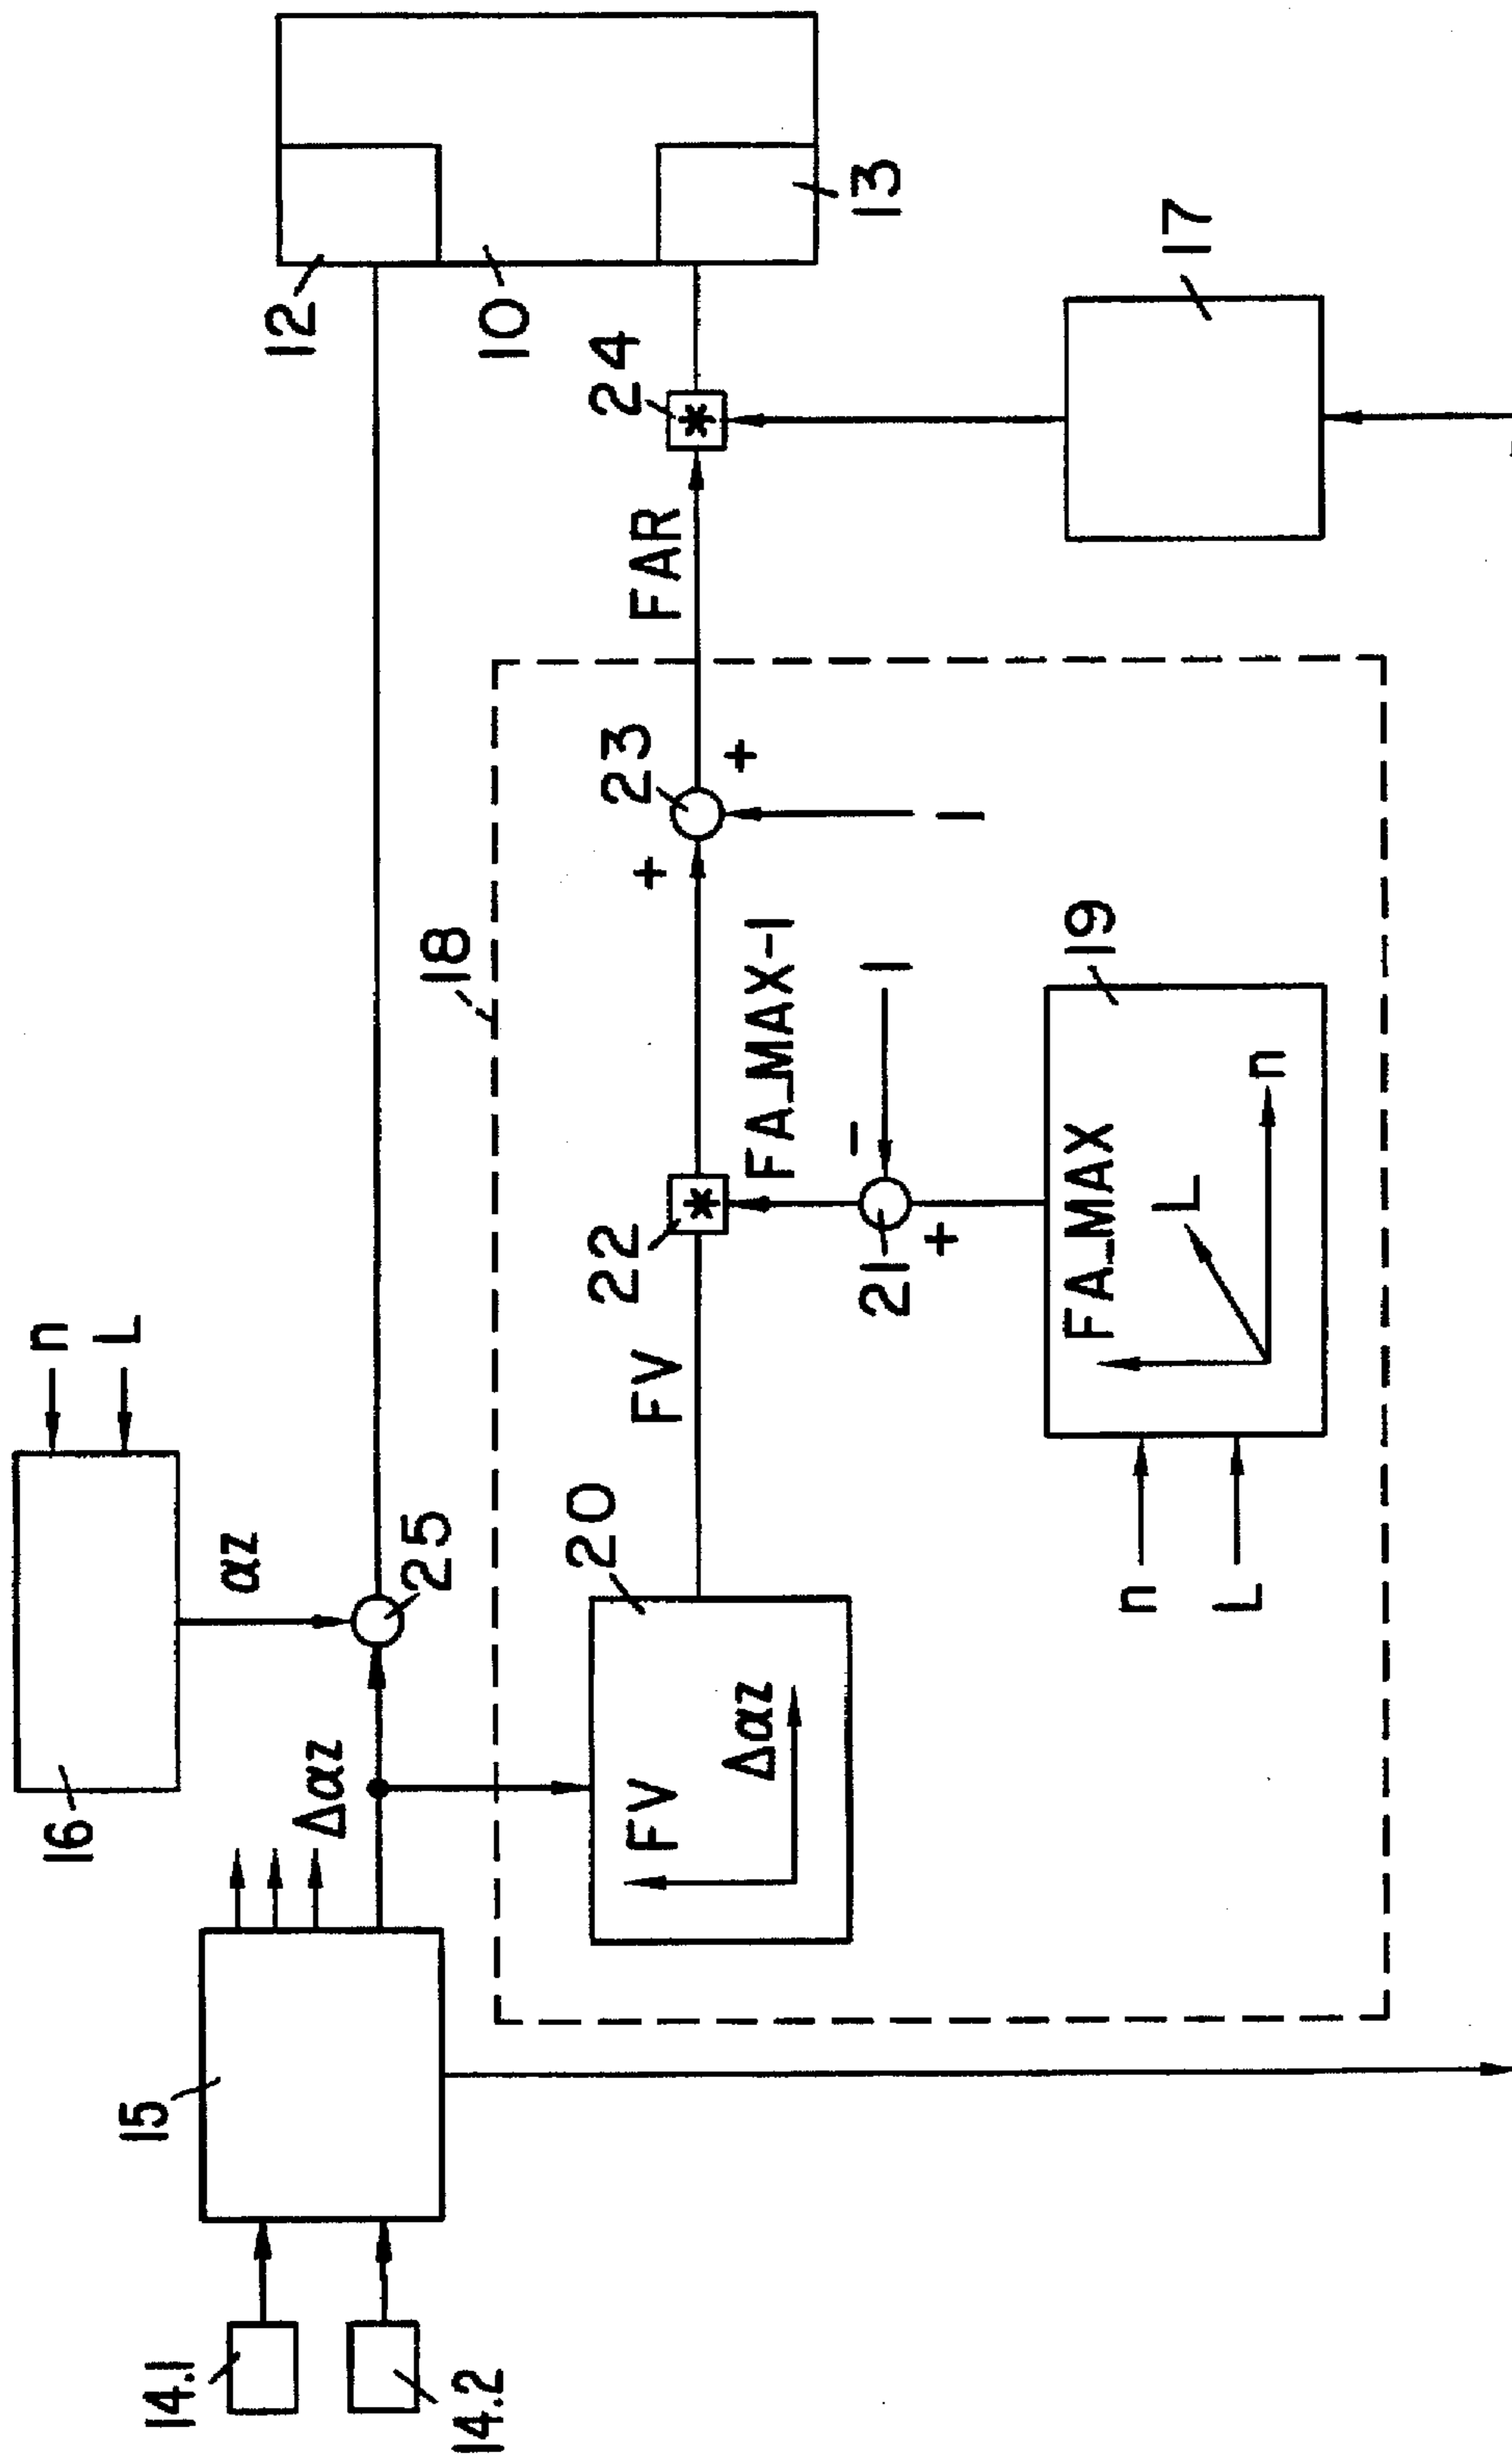 16
αz
n
L
14.1
14.2
15
Δαz
25
12
10
13
18
20
FV
Δαz
FV
22
FA_MAX-1
23
+
+
1
FAR
24
*
*
21
-
+
1
19
FA_MAX
L
n
n
L
17